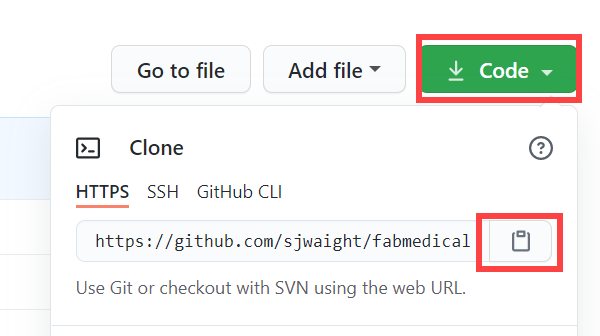 Go to file Add file Code
Clone
HTTPS SSH GitHub CLI
https://github.com/sjwaight/fabmedical
Use Git or checkout with SVN using the web URL.